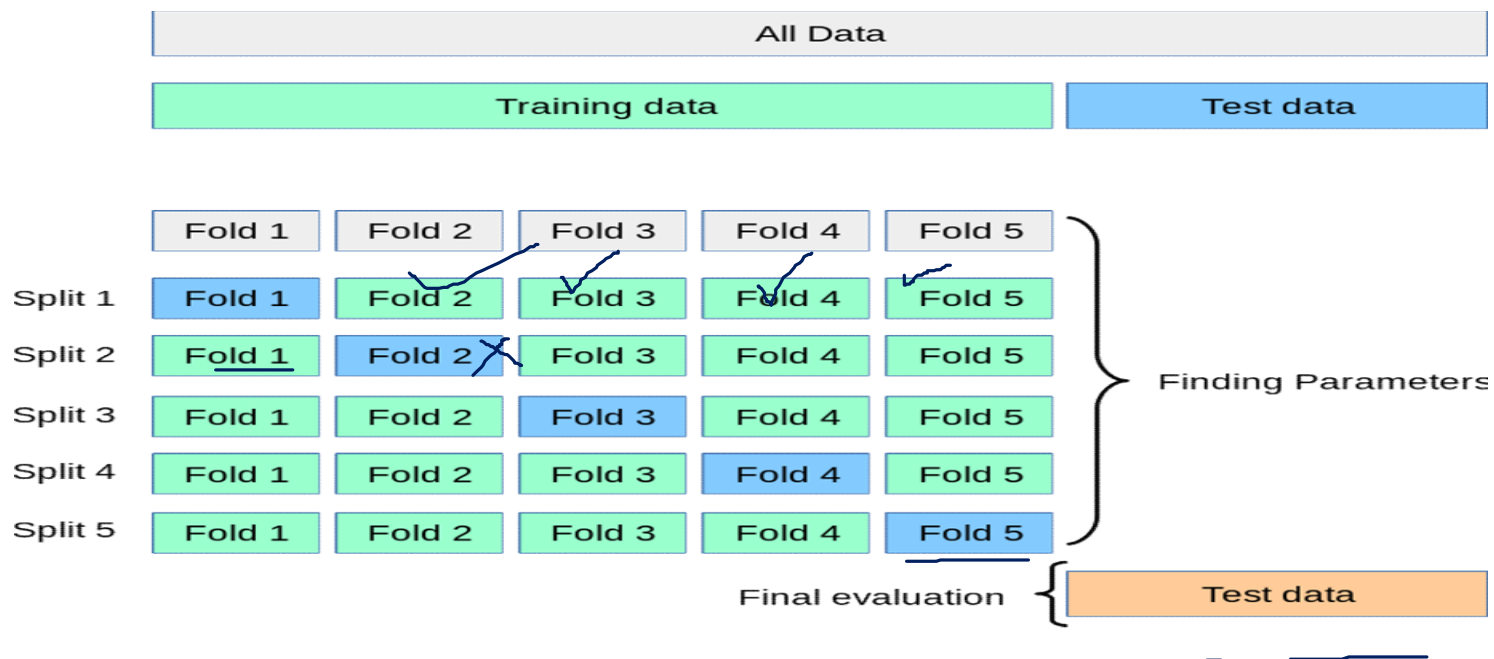 All Data
Training data Test data
Fold 1 Fold 2 Fold 3 Fold 4 Fold 5
Split 1 Fold 1 Fold 2 Fold 3 Fold 4 Fold 5
Split 2 Fold 1 Fold 2 Fold 3 Fold 4 Fold 5
Finding Parameters
Split 3 Fold 1 Fold 2 Fold 3 Fold 4 Fold 5
Split 4 Fold 1 Fold 2 Fold 3 Fold 4 Fold 5
Split 5 Fold 1 Fold 2 Fold 3 Fold 4 Fold 5
Final evaluation Test data